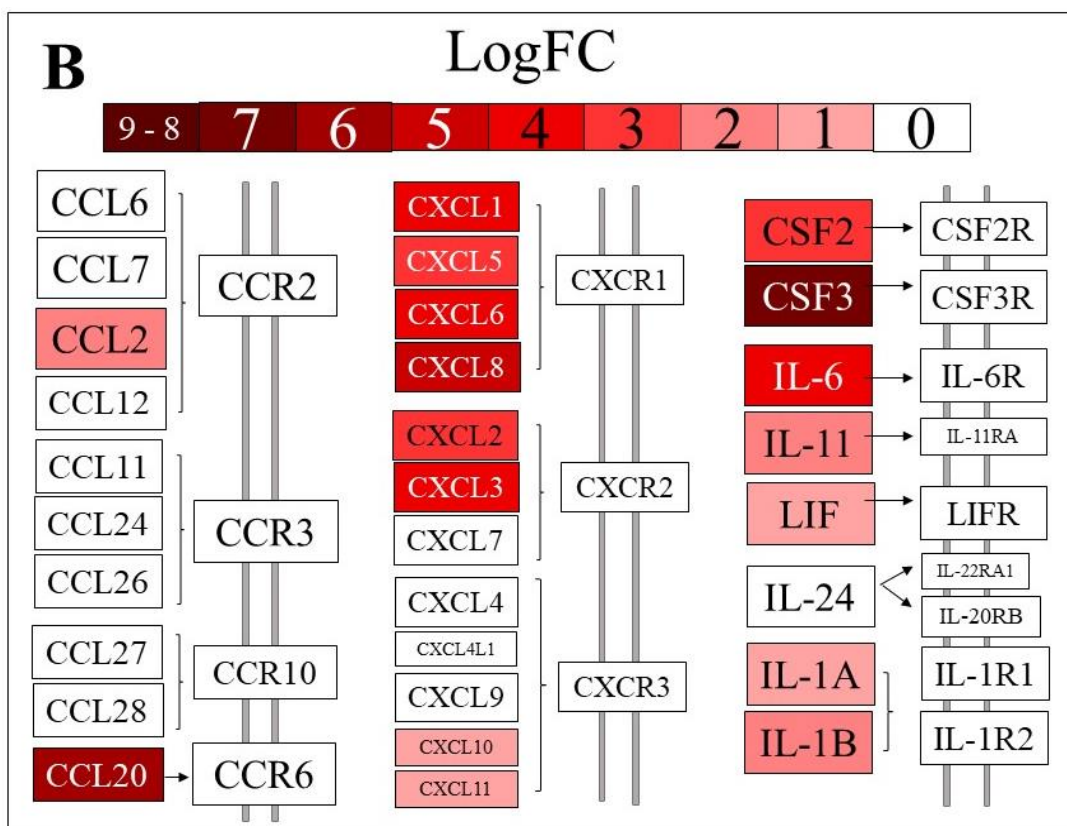 B
LogFC
9 - 8 7 6 5 4 3 2 1 0
CCL6
CCL7
CCL2
CCL12
CCR2
CCL11
CCL24
CCL26
CCR3
CCL27
CCL28
CCR10
CCL20
CCR6
CXCL1
CXCL5
CXCL6
CXCL8
CXCR1
CXCL2
CXCL3
CXCL7
CXCR2
CXCL4
CXCL4L1
CXCL9
CXCL10
CXCL11
CXCR3
CSF2
CSF2R
CSF3
CSF3R
IL-6
IL-6R
IL-11
IL-11RA
LIF
LIFR
IL-24
IL-22RA1
IL-20RB
IL-1A
IL-1B
IL-1R1
IL-1R2